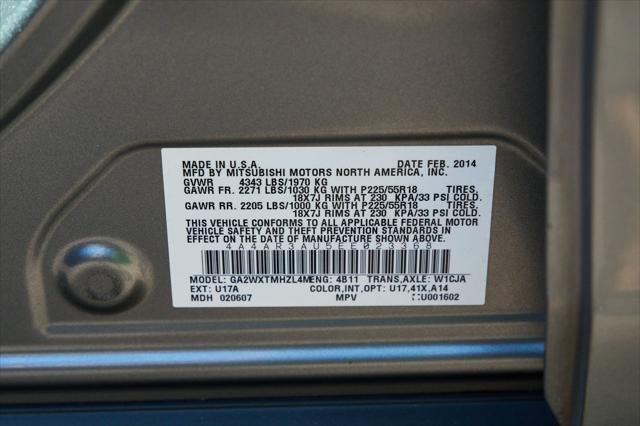 MADE IN U.S.A. DATE FEB. 2014
MFD BY MITSUBISHI MOTORS NORTH AMERICA, INC.
GVWR 4343 LBS/1970 KG
GAWR FR. 2271 LBS/1030 KG WITH P225/55R18 TIRES,
18X7J RIMS AT 230 KPA/33 PSI COLD.
GAWR RR. 2205 LBS/1000 KG WITH P225/55R18 TIRES,
18X7J RIMS AT 230 KPA/33 PSI COLD.
THIS VEHICLE CONFORMS TO ALL APPLICABLE FEDERAL MOTOR
VEHICLE SAFETY AND THEFT PREVENTION STANDARDS IN
EFFECT ON THE DATE OF MANUFACTURE SHOWN ABOVE.
4A4AR3AU5EE023368
MODEL: GA2WXTMHZL4M ENG: 4B11 TRANS,AXLE: W1CJA
EXT: U17A COLOR,INT,OPT: U17,41X,A14
MDH 020607 MPV